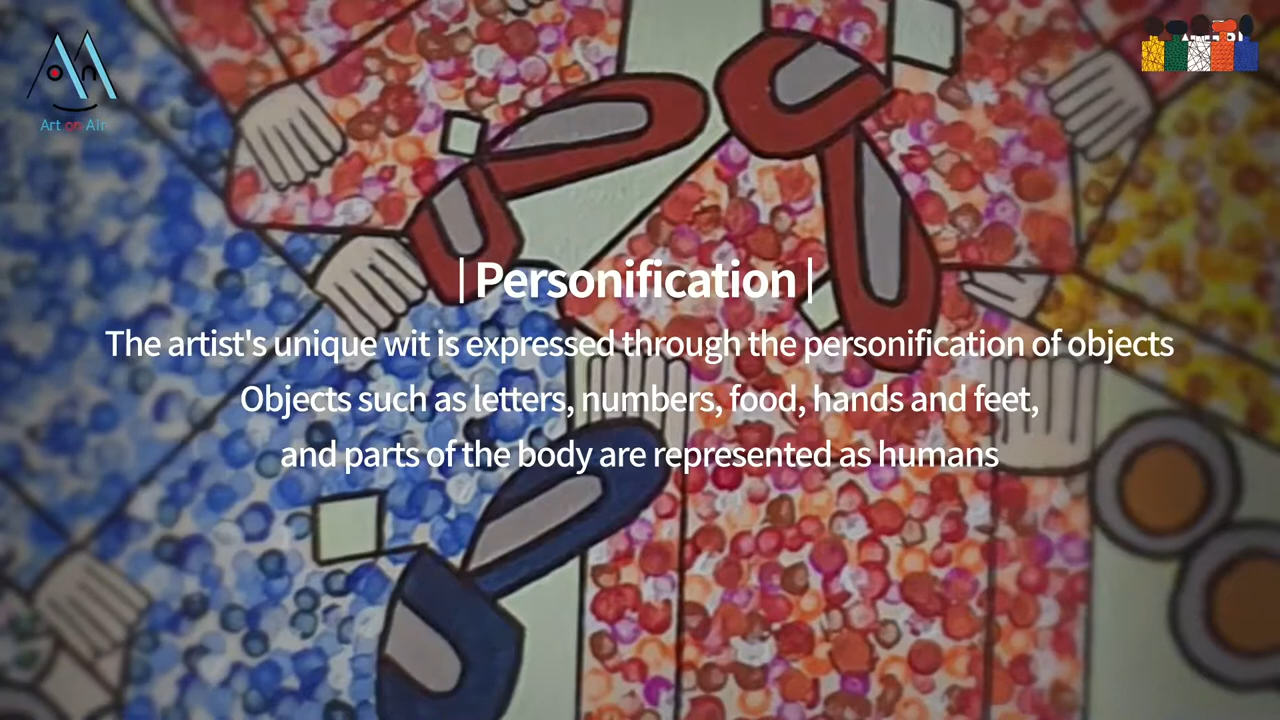 on
Art on Air
| Personification |
The artist's unique wit is expressed through the personification of objects
Objects such as letters, numbers, food, hands and feet,
and parts of the body are represented as humans